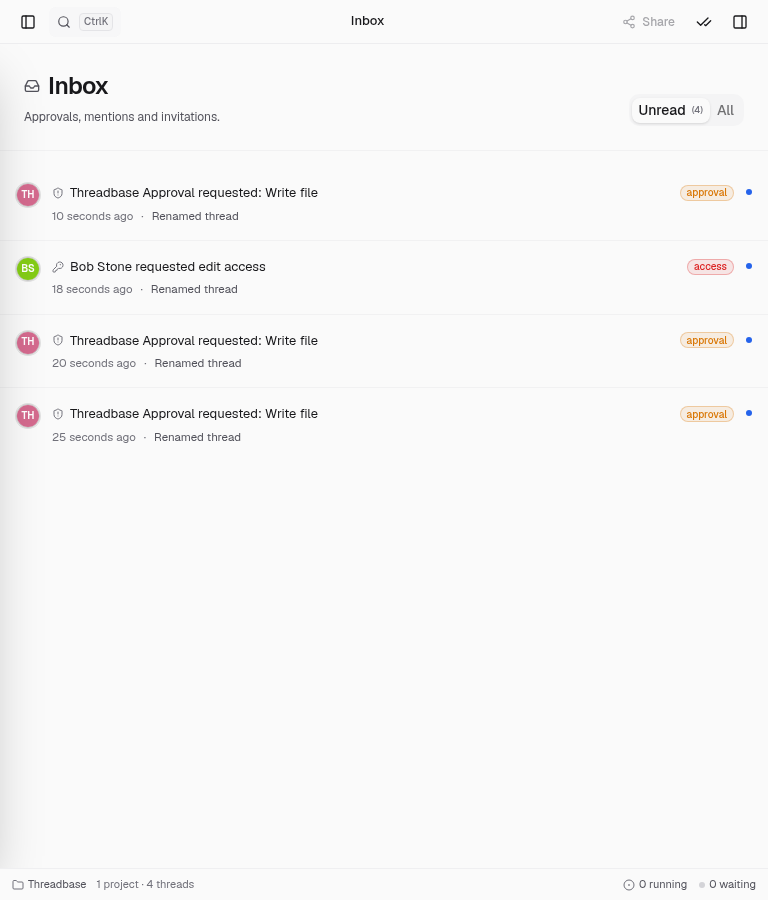 CtrlK
Inbox
Share
Inbox
Approvals, mentions and invitations.
Unread (4) All
TH Threadbase Approval requested: Write file approval
10 seconds ago · Renamed thread
BS Bob Stone requested edit access access
18 seconds ago · Renamed thread
TH Threadbase Approval requested: Write file approval
20 seconds ago · Renamed thread
TH Threadbase Approval requested: Write file approval
25 seconds ago · Renamed thread
Threadbase 1 project · 4 threads 0 running 0 waiting